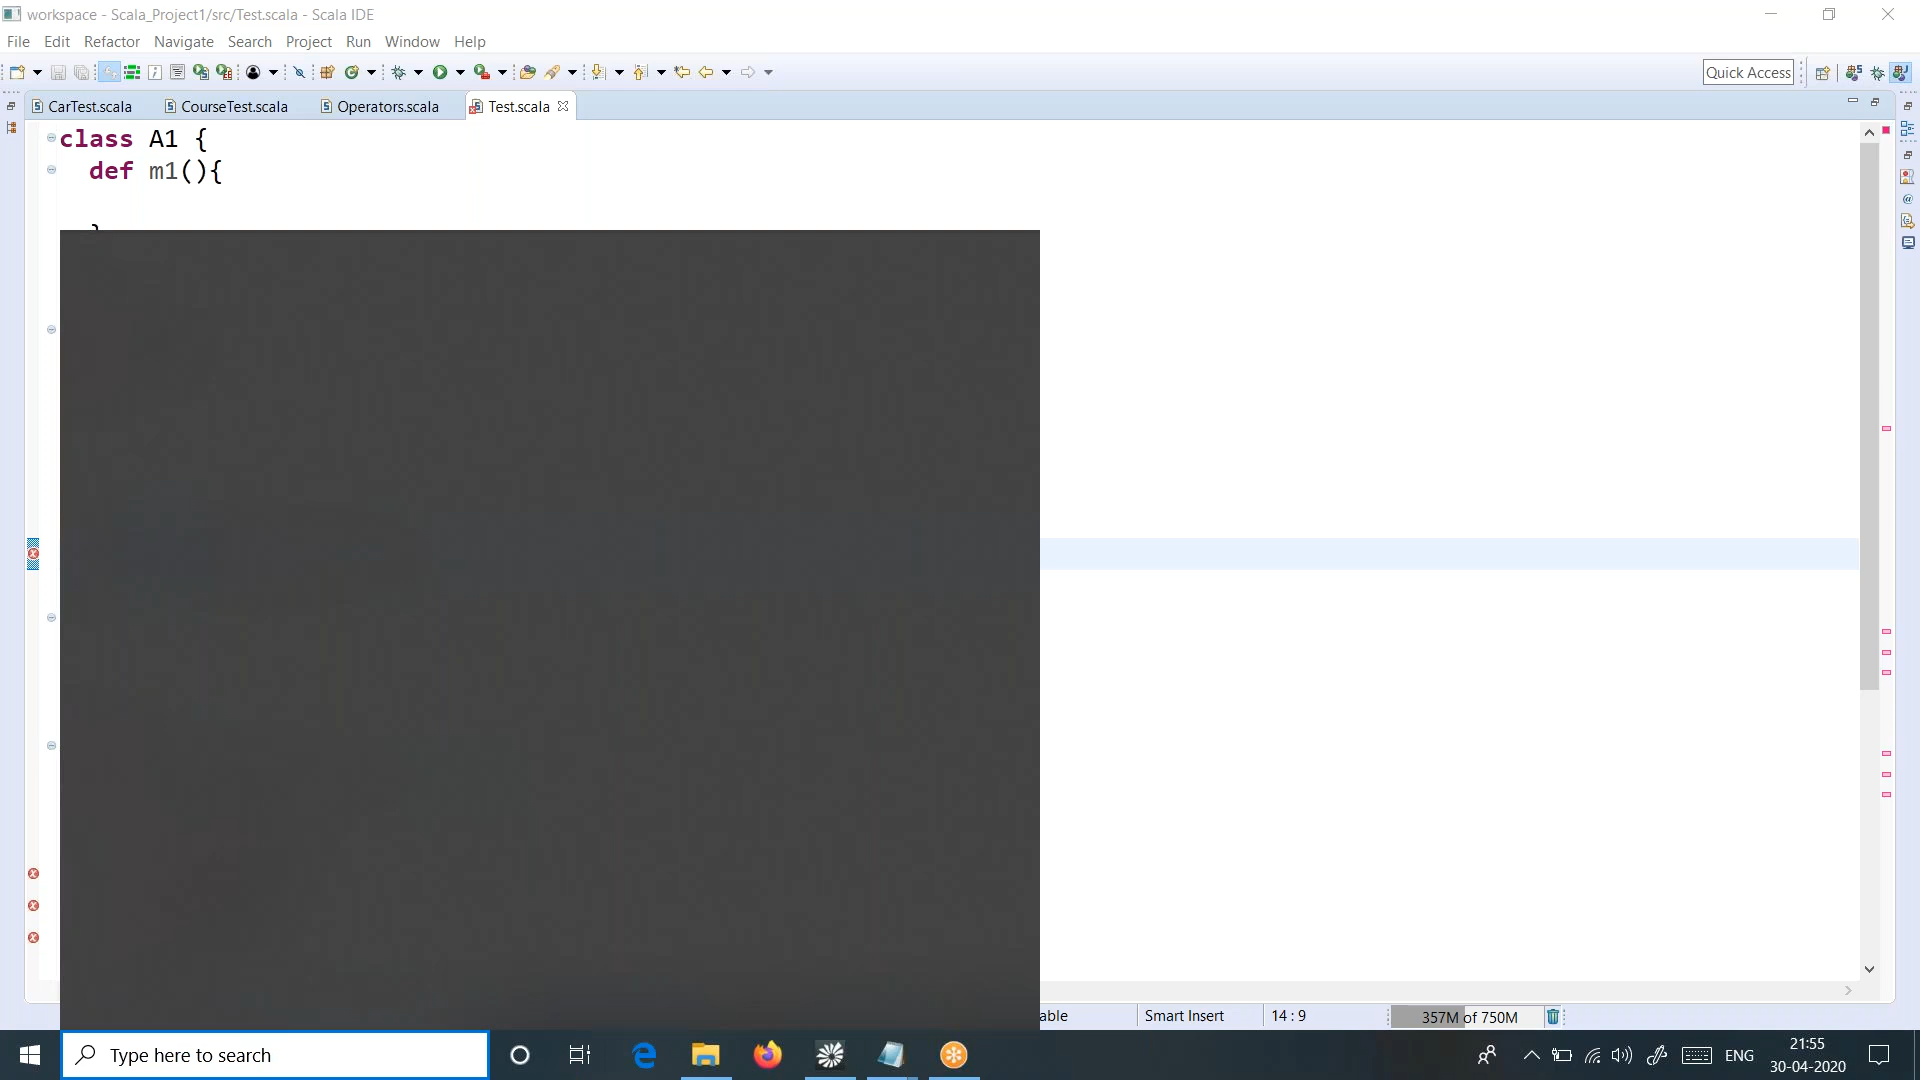 workspace - Scala_Project1/src/Test.scala - Scala IDE
File Edit Refactor Navigate Search Project Run Window Help
Quick Access
CarTest.scala CourseTest.scala Operators.scala Test.scala
class A1 {
def m1(){
able Smart Insert 14 : 9 357M of 750M
Type here to search
ENG
21:55
30-04-2020